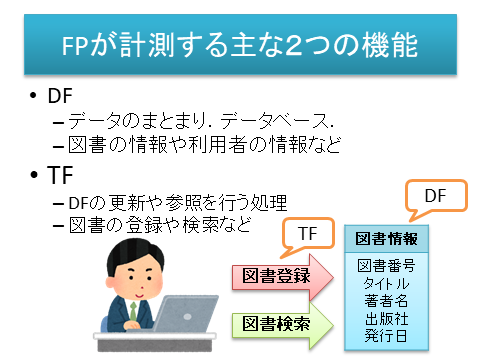 FPが計測する主な2つの機能
• DF
–データのまとまり．データベース．
–図書の情報や利用者の情報など
• TF
–DFの更新や参照を行う処理
–図書の登録や検索など
DF
TF
図書情報
図書番号
タイトル
著者名
出版社
発行日
図書登録
図書検索